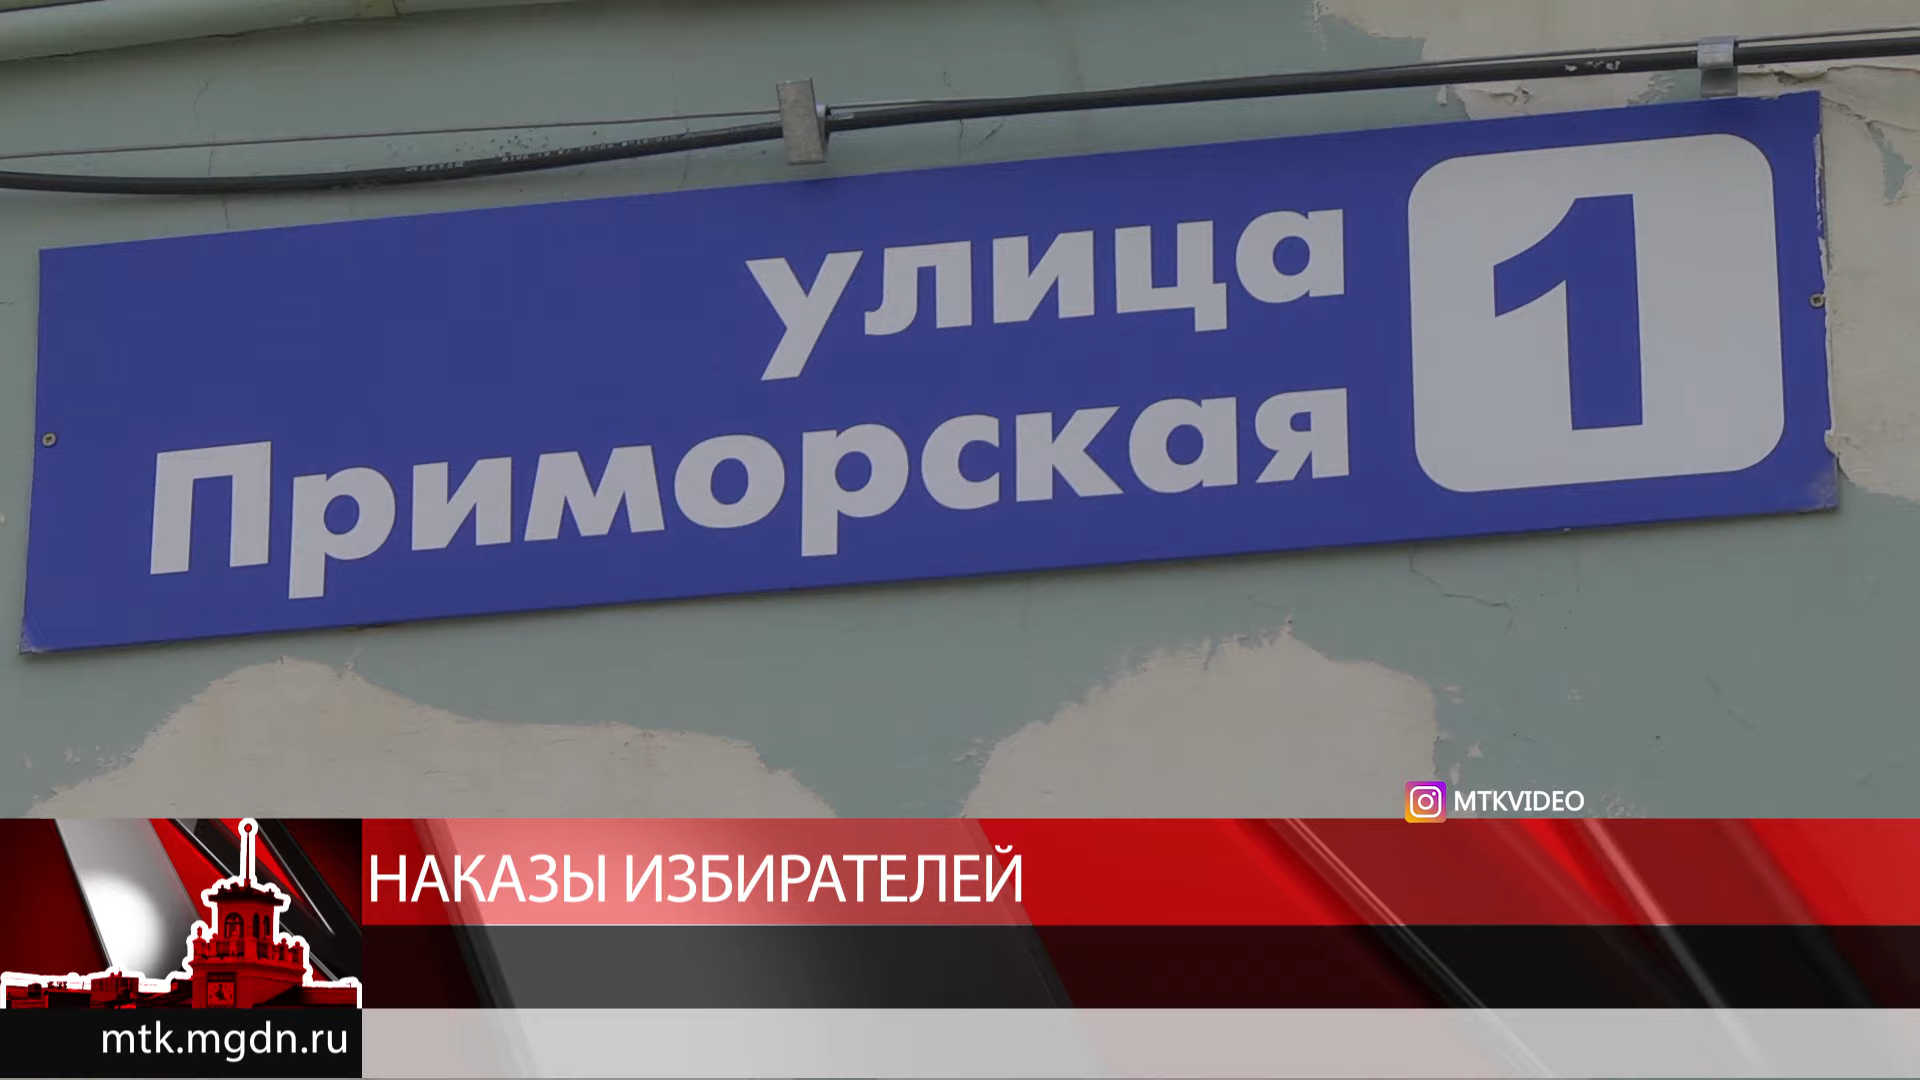 улица
Приморская
1
MTKVIDEO
НАКАЗЫ ИЗБИРАТЕЛЕЙ
mtk.mgdn.ru